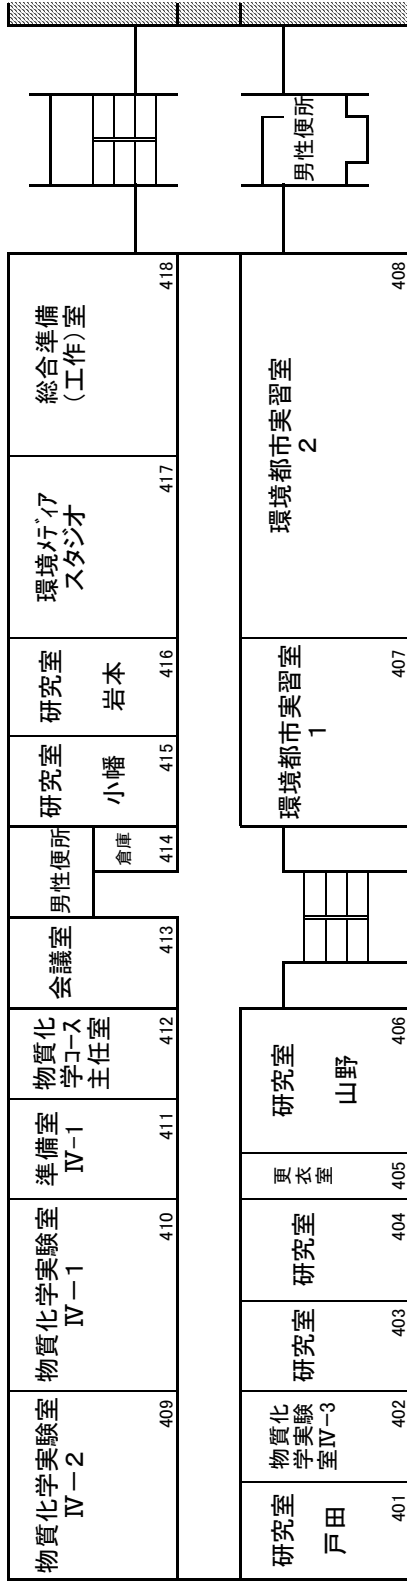 物質化学実験室
Ⅳ－２
409
物質化学実験室
Ⅳ－１
410
準備室
Ⅳ-1
411
物質化
学ｺｰｽ
主任室
412
会議室
413
男性便所
倉庫
414
研究室
小幡
415
研究室
岩本
416
環境ﾒﾃﾞｨｱ
スタジオ
417
総合準備
（工作）室
418
研究室
戸田
401
物質化
学実験
室Ⅳ-3
402
研究室
403
研究室
404
更
衣
室
405
研究室
山野
406
環境都市実習室
1
407
環境都市実習室
2
408
男性便所